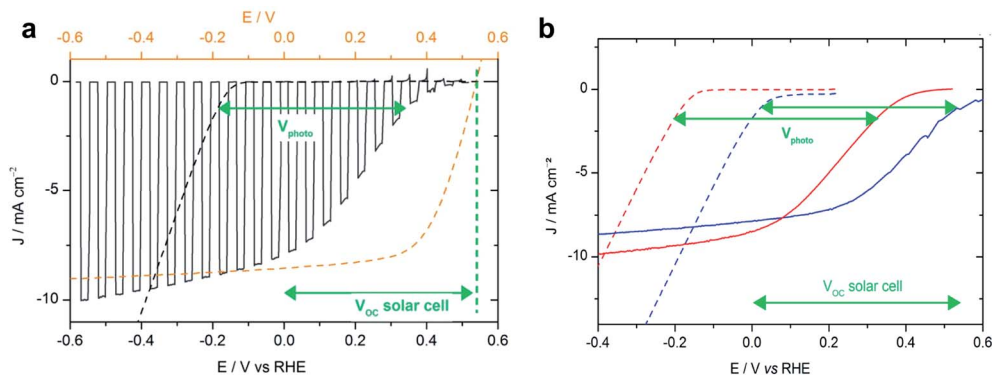 a
E / V
-0.6 -0.4 -0.2 0.0 0.2 0.4 0.6
0
-5
-10
J / mA cm⁻²
V_photo
V_OC solar cell
-0.6 -0.4 -0.2 0.0 0.2 0.4 0.6
E / V vs RHE
b
0
-5
-10
J / mA cm⁻²
V_photo
V_OC solar cell
-0.4 -0.2 0.0 0.2 0.4 0.6
E / V vs RHE